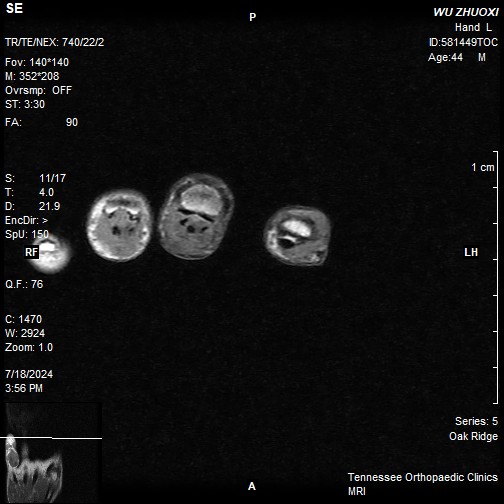 SE
P
WU ZHUOXI
Hand L
ID:581449TOC
Age:44 M
TR/TE/NEX: 740/22/2
Fov: 140*140
M: 352*208
Ovrsmp: OFF
ST: 3:30
FA: 90
1 cm
S: 11/17
T: 4.0
D: 21.9
EncDir: >
SpU: 150
RF
LH
Q.F.: 76
C: 1470
W: 2924
Zoom: 1.0
7/18/2024
3:56 PM
Series: 5
Oak Ridge
A
Tennessee Orthopaedic Clinics
MRI